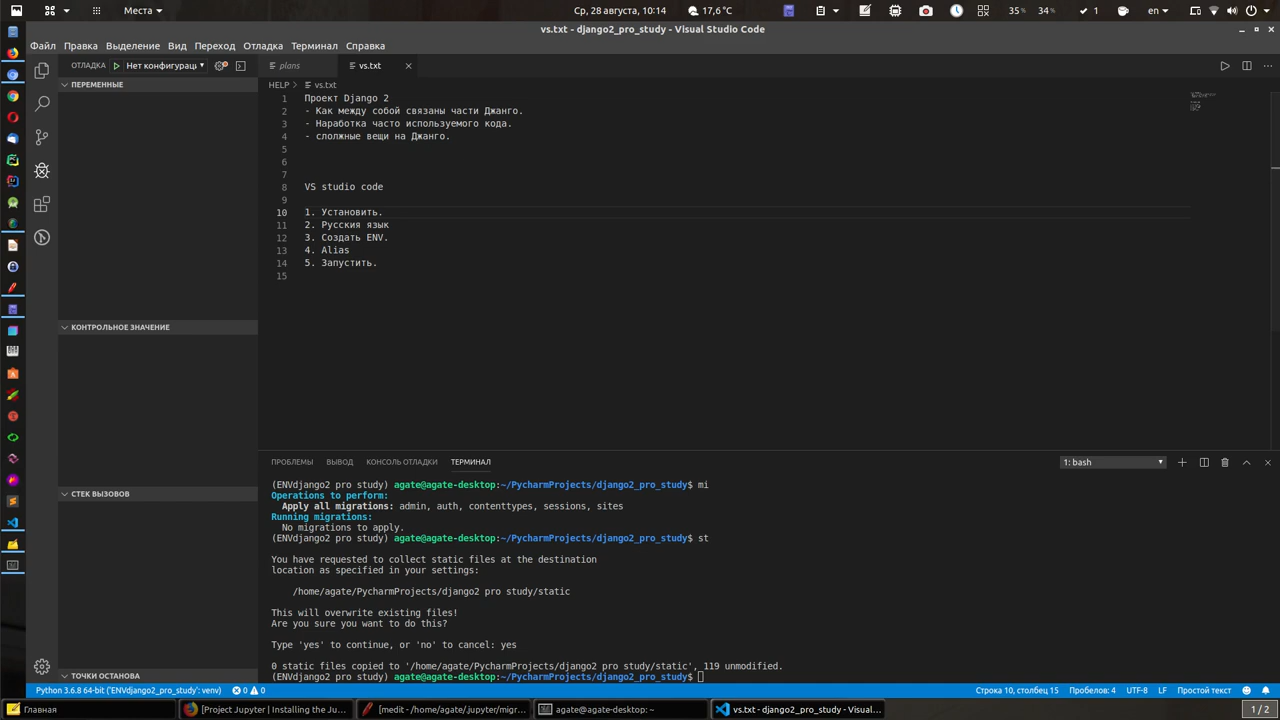 Места
Ср, 28 августа, 10:14
17,6°C
35%
34%
1
en
vs.txt - django2_pro_study - Visual Studio Code
Файл Правка Выделение Вид Переход Отладка Терминал Справка
ОТЛАДКА Нет конфигурац
plans vs.txt
ПЕРЕМЕННЫЕ
HELP > vs.txt
1 Проект Django 2
2 - Как между собой связаны части Джанго.
3 - Наработка часто используемого кода.
4 - слолжные вещи на Джанго.
5
6
7
8 VS studio code
9
10 1. Установить.
11 2. Русския язык
12 3. Создать ENV.
13 4. Alias
14 5. Запустить.
15
КОНТРОЛЬНОЕ ЗНАЧЕНИЕ
СТЕК ВЫЗОВОВ
ТОЧКИ ОСТАНОВА
ПРОБЛЕМЫ ВЫВОД КОНСОЛЬ ОТЛАДКИ ТЕРМИНАЛ
1: bash
(ENVdjango2 pro study) agate@agate-desktop:~/PycharmProjects/django2_pro_study$ mi
Operations to perform:
Apply all migrations: admin, auth, contenttypes, sessions, sites
Running migrations:
No migrations to apply.
(ENVdjango2 pro study) agate@agate-desktop:~/PycharmProjects/django2_pro_study$ st
You have requested to collect static files at the destination
location as specified in your settings:
/home/agate/PycharmProjects/django2 pro study/static
This will overwrite existing files!
Are you sure you want to do this?
Type 'yes' to continue, or 'no' to cancel: yes
0 static files copied to '/home/agate/PycharmProjects/django2 pro study/static', 119 unmodified.
(ENVdjango2 pro study) agate@agate-desktop:~/PycharmProjects/django2_pro_study$
Python 3.6.8 64-bit ('ENVdjango2_pro_study': venv) 0 0
Строка 10, столбец 15 Пробелов: 4 UTF-8 LF Простой текст
Главная
[Project Jupyter | Installing the Ju...
[medit - /home/agate/.jupyter/migr...
agate@agate-desktop: ~
vs.txt - django2_pro_study - Visual...
1 / 2